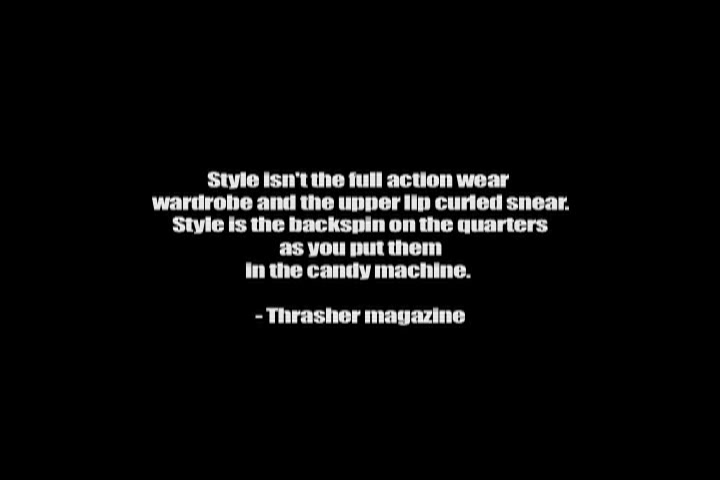 Style isn't the full action wear
wardrobe and the upper lip curled snear.
Style is the backspin on the quarters
as you put them
in the candy machine.
- Thrasher magazine